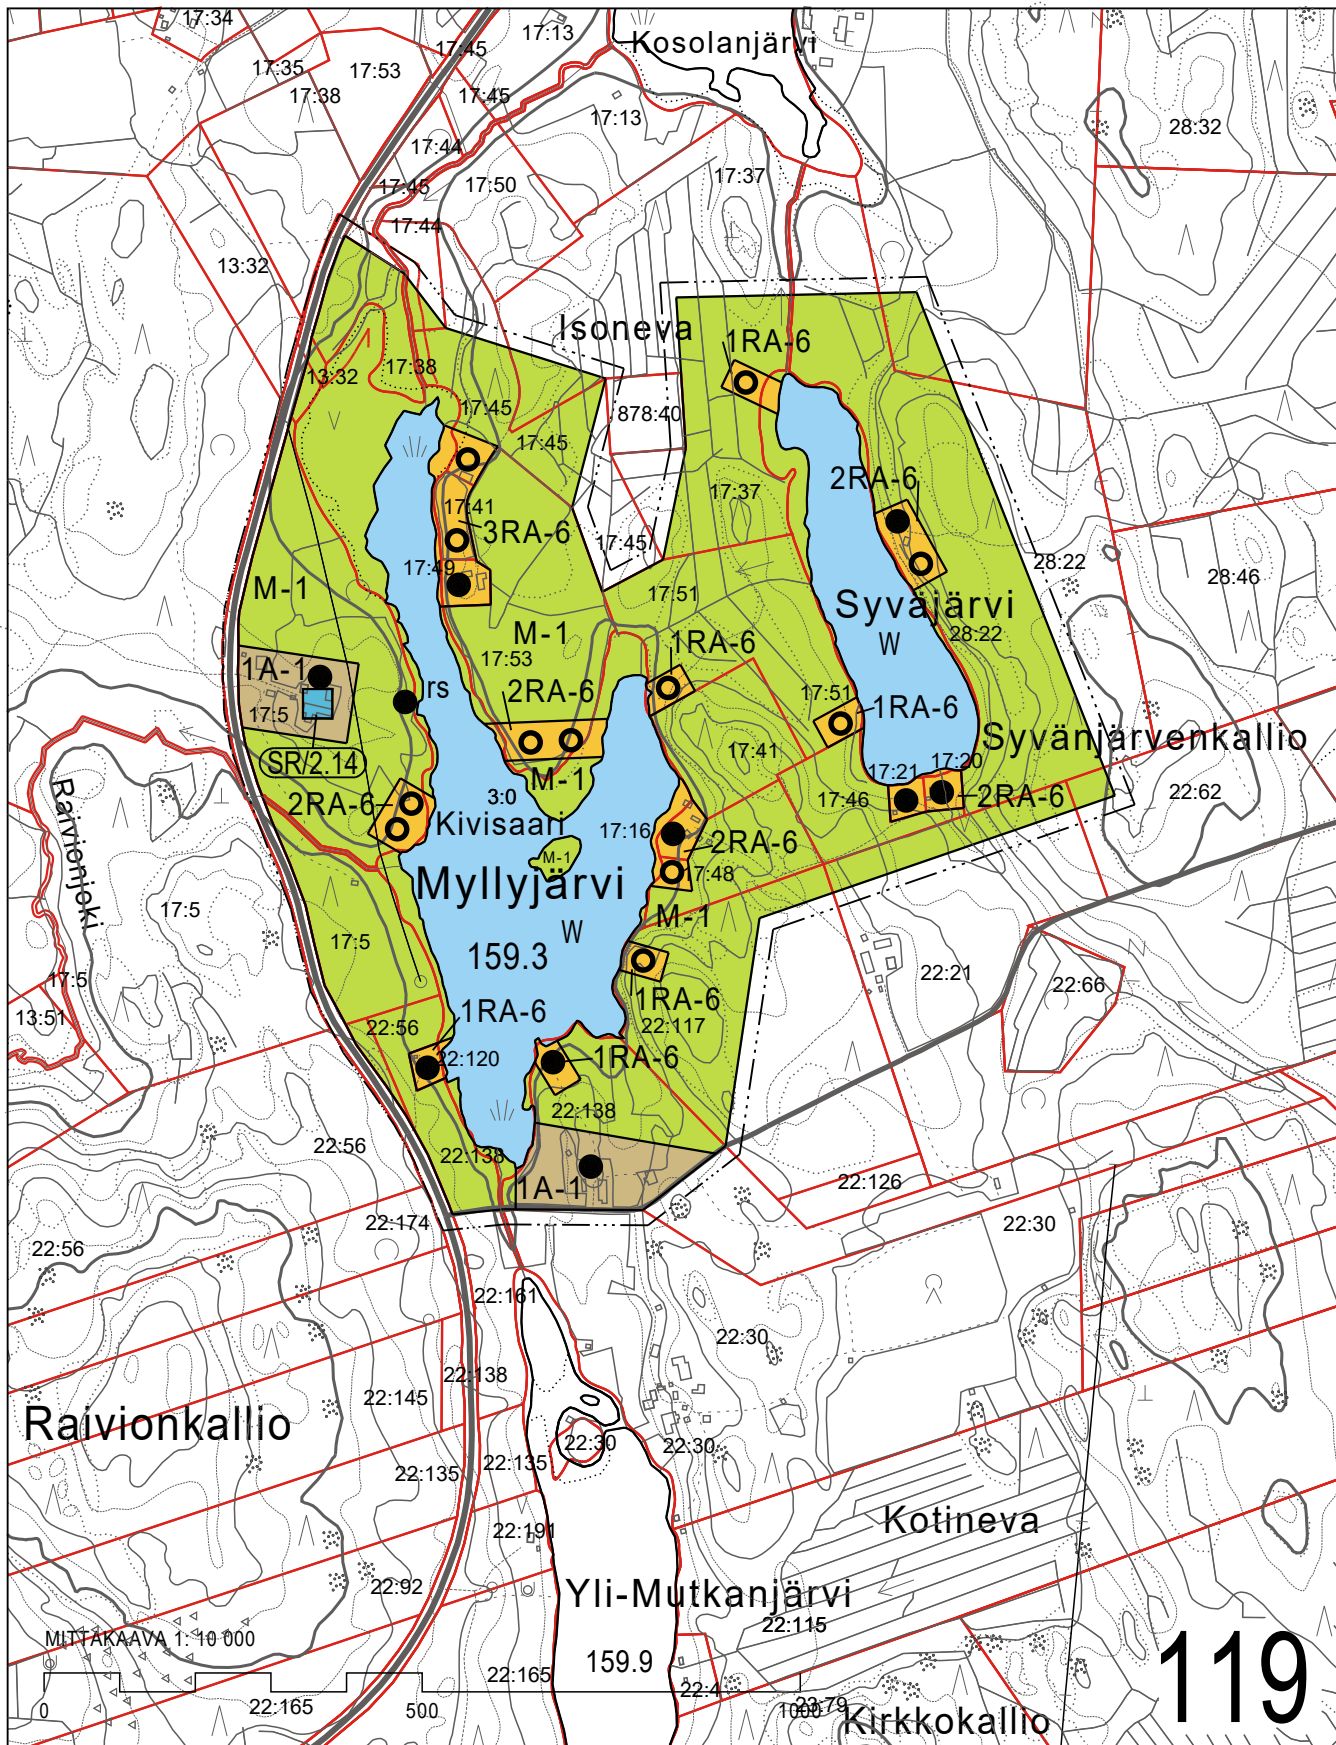 17:34
17:13
17:45
Kosolanjärvi
17:35
17:53
17:38
17:45
17:13
28:32
17:44
17:37
17:45
17:50
17:44
13:32
Isoneva
1RA-6
13:32
17:38
17:45
878:40
17:45
17:37
2RA-6
17:41
3RA-6
17:45
17:49
28:22
28:46
M-1
17:51
Syväjärvi
M-1
28:22
W
17:53
1RA-6
1A-1
rs
2RA-6
17:51
1RA-6
17:5
Syvänjärvenkallio
17:41
SR/2.14
17:20
M-1
17:21
Raivionjoki
2RA-6
3:0
17:46
2RA-6
22:62
Kivisaari
17:16
2RA-6
M-1
17:48
Myllyjärvi
M-1
17:5
W
17:5
159.3
17:5
22:21
22:66
13:51
1RA-6
1RA-6
22:56
22:117
22:120
1RA-6
22:138
22:56
22:138
1A-1
22:126
22:174
22:30
22:56
22:161
22:30
22:138
22:145
Raivionkallio
22:30
22:30
22:135
22:135
22:191
Kotineva
22:92
Yli-Mutkanjärvi
22:115
MITTAKAAVA 1: 10 000
159.9
119
22:165
22:4
0
22:165
500
1000
23:79
Kirkkokallio